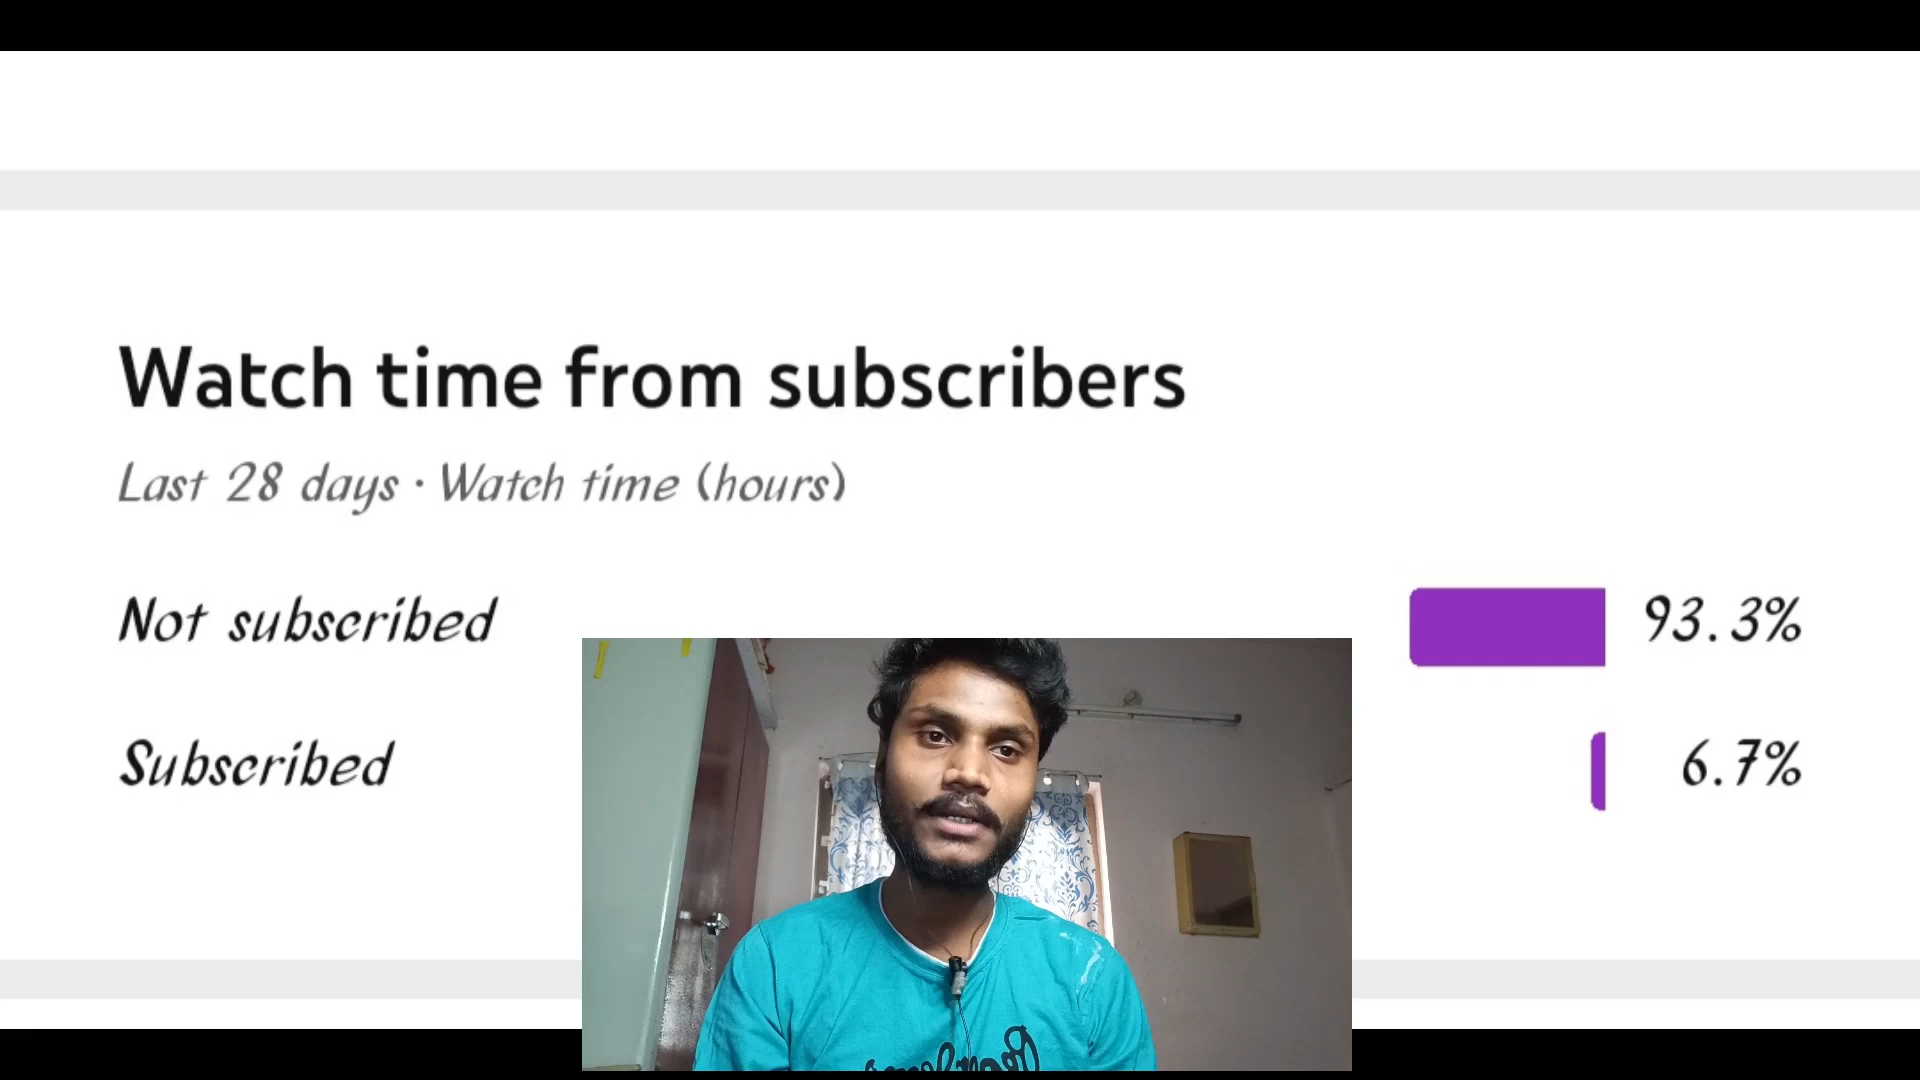 Watch time from subscribers
Last 28 days · Watch time (hours)
Not subscribed 93.3%
Subscribed 6.7%